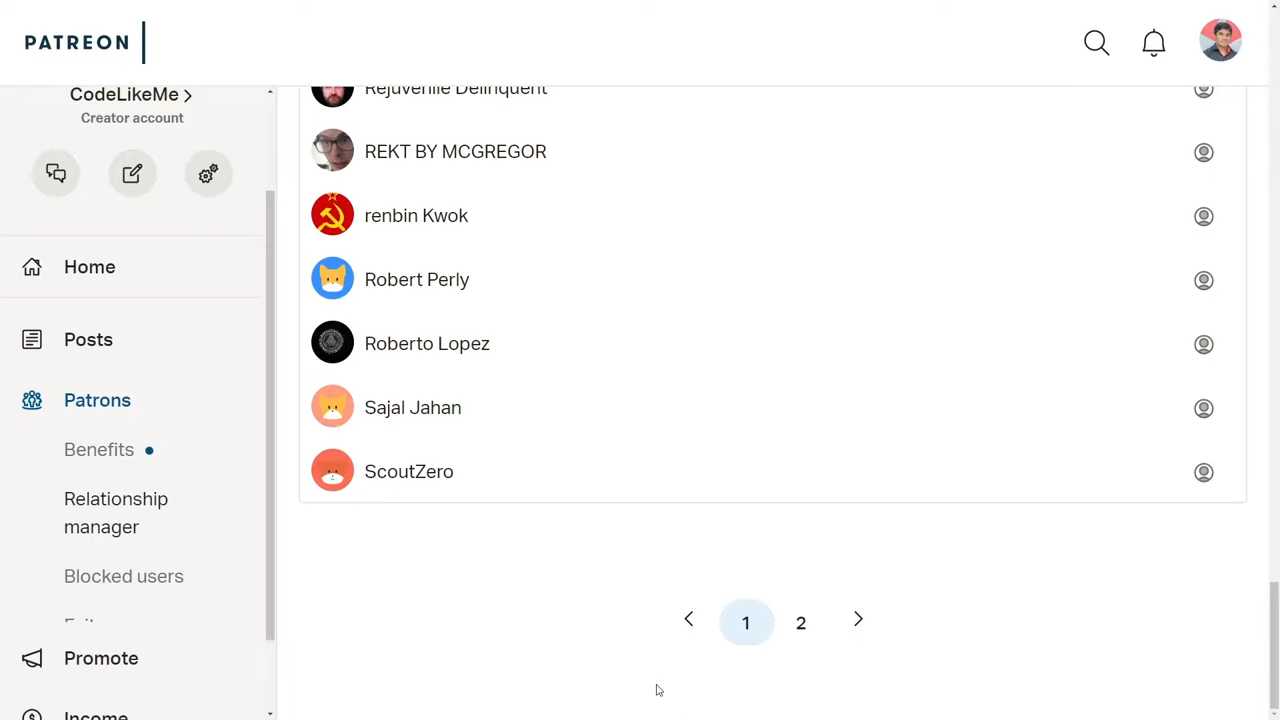 PATREON
CodeLikeMe
Creator account
Home
Posts
Patrons
Benefits
Relationship
manager
Blocked users
Promote
Income
Rejuvenile Delinquent
REKT BY MCGREGOR
renbin Kwok
Robert Perly
Roberto Lopez
Sajal Jahan
ScoutZero
1 2